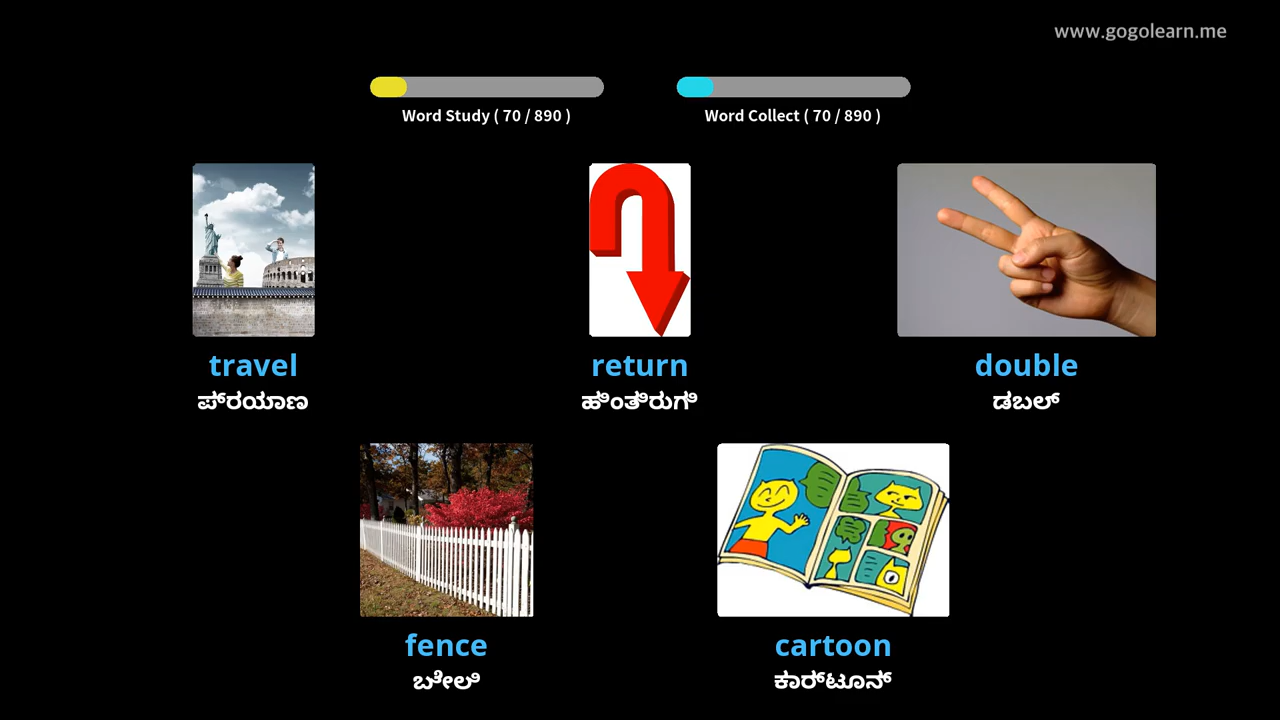 www.gogolearn.me
Word Study ( 70 / 890 )
Word Collect ( 70 / 890 )
travel
ಪ್ರಯಾಣ
return
ಹಿಂತಿರುಗಿ
double
ಡಬಲ್
fence
ಬೇಲಿ
cartoon
ಕಾರ್ಟೂನ್